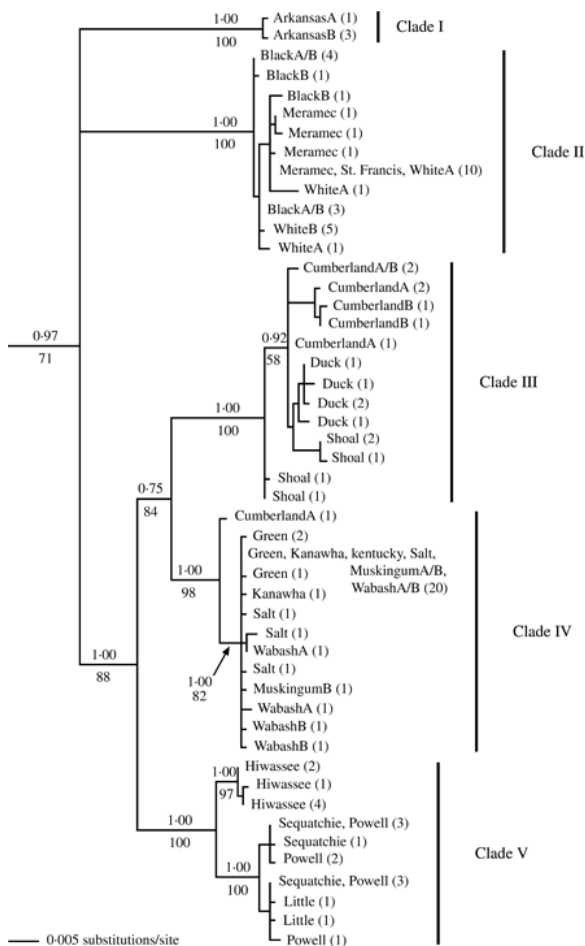 1·00
100
ArkansasA (1)
ArkansasB (3)
Clade I
BlackA/B (4)
BlackB (1)
BlackB (1)
Meramec (1)
Meramec (1)
Meramec (1)
Meramec, St. Francis, WhiteA (10)
WhiteA (1)
BlackA/B (3)
WhiteB (5)
WhiteA (1)
1·00
100
Clade II
0·97
71
CumberlandA/B (2)
CumberlandA (2)
CumberlandB (1)
CumberlandB (1)
0·92
58
CumberlandA (1)
Duck (1)
Duck (1)
Duck (2)
Duck (1)
Shoal (2)
Shoal (1)
Shoal (1)
Shoal (1)
1·00
100
Clade III
0·75
84
CumberlandA (1)
Green (2)
Green, Kanawha, kentucky, Salt,
MuskingumA/B,
WabashA/B (20)
Green (1)
Kanawha (1)
Salt (1)
Salt (1)
WabashA (1)
Salt (1)
MuskingumB (1)
WabashA (1)
WabashB (1)
WabashB (1)
1·00
98
1·00
82
Clade IV
1·00
88
Hiwassee (2)
Hiwassee (1)
Hiwassee (4)
1·00
97
Sequatchie, Powell (3)
Sequatchie (1)
Powell (2)
1·00
100
1·00
100
Sequatchie, Powell (3)
Little (1)
Little (1)
Powell (1)
Clade V
0·005 substitutions/site